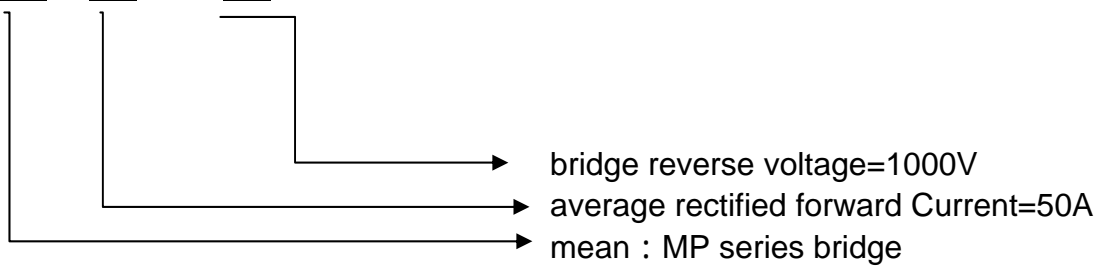 bridge reverse voltage=1000V
average rectified forward Current=50A
mean：MP series bridge